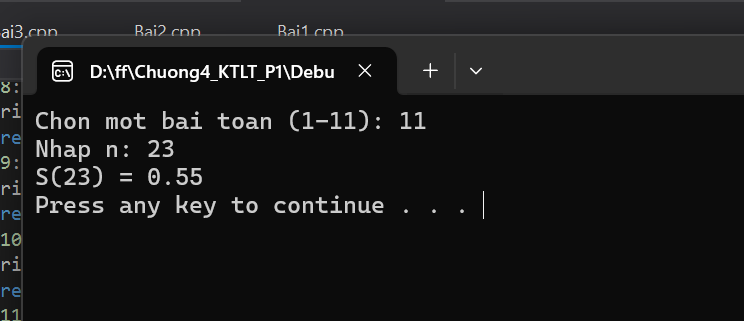 ai3.cpp Bai2.cpp Bai1.cpp
D:\ff\Chuong4_KTLT_P1\Debu
8:
ri
re
9:
ri
re
10
ri
re
11
Chon mot bai toan (1-11): 11
Nhap n: 23
S(23) = 0.55
Press any key to continue . . .